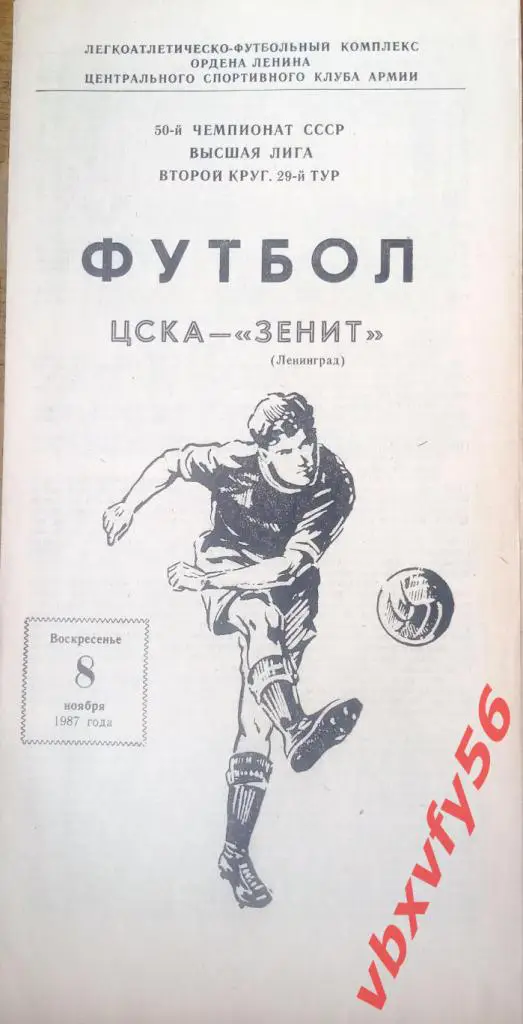 ЛЕГКОАТЛЕТИЧЕСКО-ФУТБОЛЬНЫЙ КОМПЛЕКС
ОРДЕНА ЛЕНИНА
ЦЕНТРАЛЬНОГО СПОРТИВНОГО КЛУБА АРМИИ
50-й ЧЕМПИОНАТ СССР
ВЫСШАЯ ЛИГА
ВТОРОЙ КРУГ. 29-й ТУР
ФУТБОЛ
ЦСКА—«ЗЕНИТ»
(Ленинград)
Воскресенье
8
ноября
1987 года
vbxvfy56